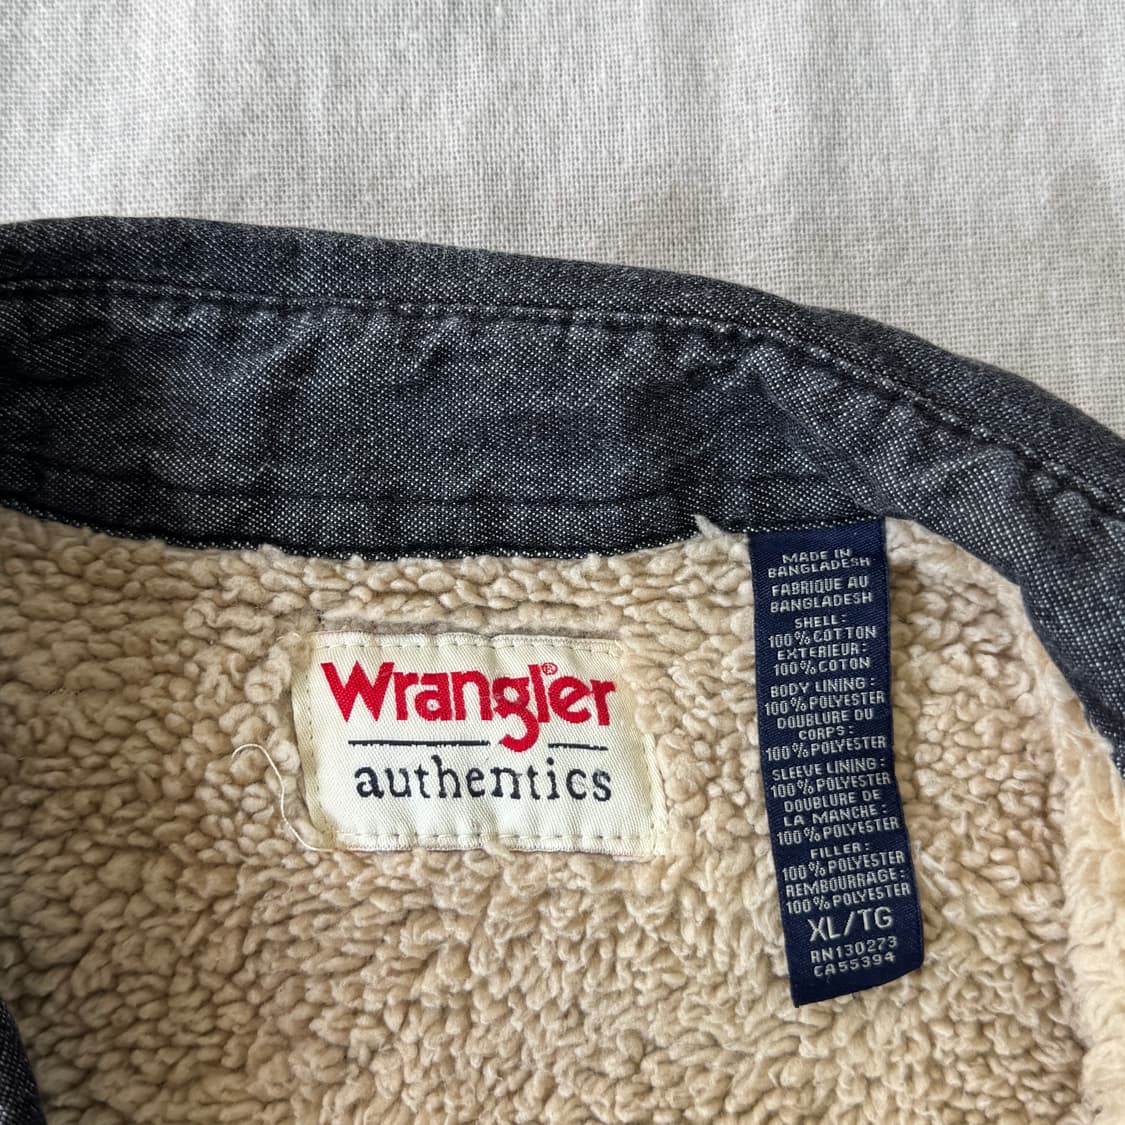 Wrangler®
authentics
MADE IN
BANGLADESH
FABRIQUE AU
BANGLADESH
SHELL:
100%COTTON
EXTERIEUR:
100%COTON
BODY LINING:
100%POLYESTER
DOUBLURE DU
CORPS:
100%POLYESTER
SLEEVE LINING:
100%POLYESTER
DOUBLURE DE
LA MANCHE:
100%POLYESTER
FILLER:
100%POLYESTER
REMBOURRAGE:
100%POLYESTER
XL/TG
RN130273
CA55394